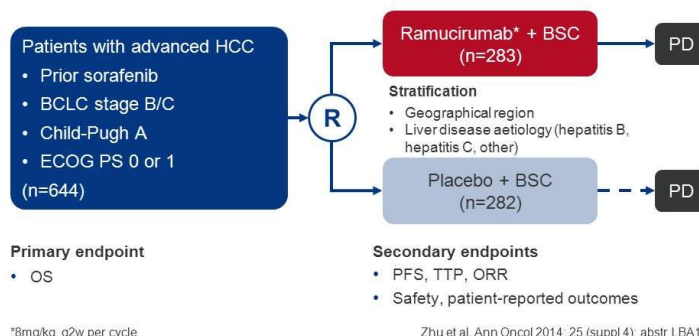 Patients with advanced HCC
• Prior sorafenib
• BCLC stage B/C
• Child-Pugh A
• ECOG PS 0 or 1
(n=644)
R
Ramucirumab* + BSC
(n=283)
PD
Stratification
• Geographical region
• Liver disease aetiology (hepatitis B,
hepatitis C, other)
Placebo + BSC
(n=282)
PD
Primary endpoint
• OS
Secondary endpoints
• PFS, TTP, ORR
• Safety, patient-reported outcomes
*8mg/kg, q2w per cycle
Zhu et al. Ann Oncol 2014; 25 (suppl 4): abstr LBA1